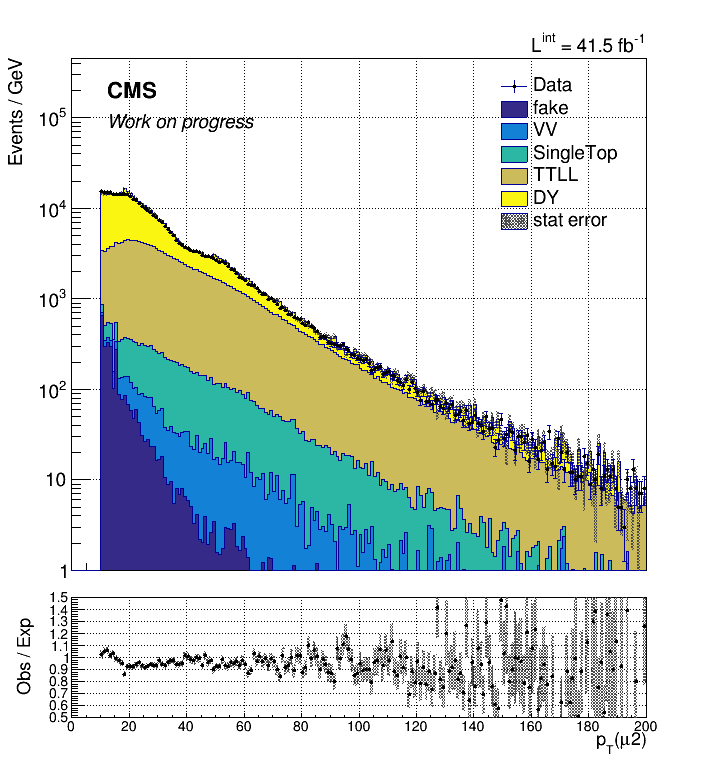 L^int = 41.5 fb^-1
Events / GeV
CMS
Work on progress
Data
fake
VV
SingleTop
TTLL
DY
stat error
10^5
10^4
10^3
10^2
10
1
Obs / Exp
1.5
1.4
1.3
1.2
1.1
1
0.9
0.8
0.7
0.6
0.5
0 20 40 60 80 100 120 140 160 180 200
p_T(μ2)